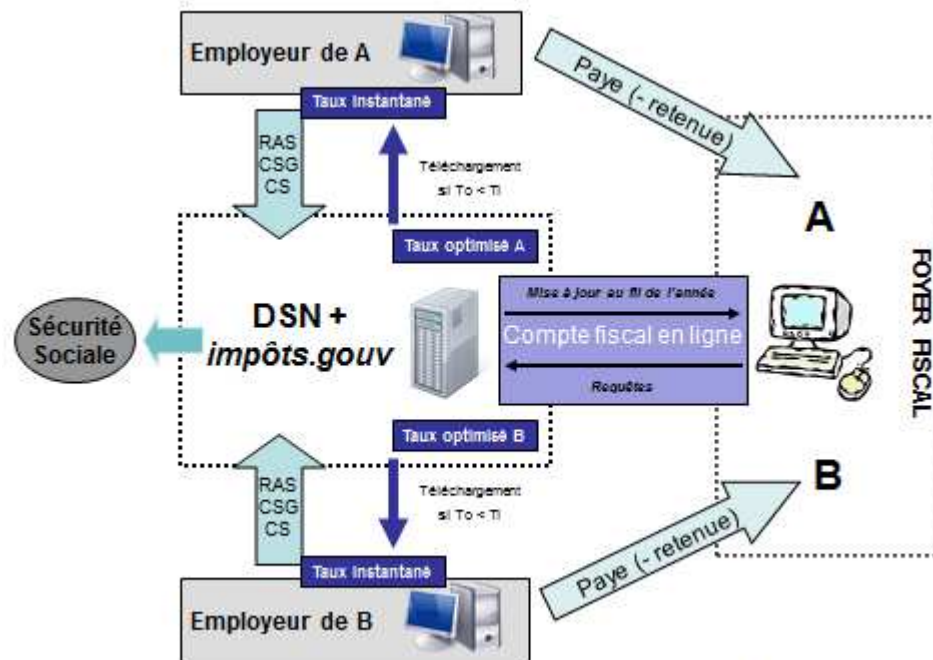 Employeur de A
Taux instantané
RAS
CSG
CS
Téléchargement
si To < Ti
Paye (- retenue)
Taux optimisé A
A
FOYER FISCAL
DSN +
impôts.gouv
Sécurité
Sociale
Mise à jour au fil de l'année
Compte fiscal en ligne
Requêtes
Taux optimisé B
B
RAS
CSG
CS
Téléchargement
si To < Ti
Paye (- retenue)
Taux instantané
Employeur de B